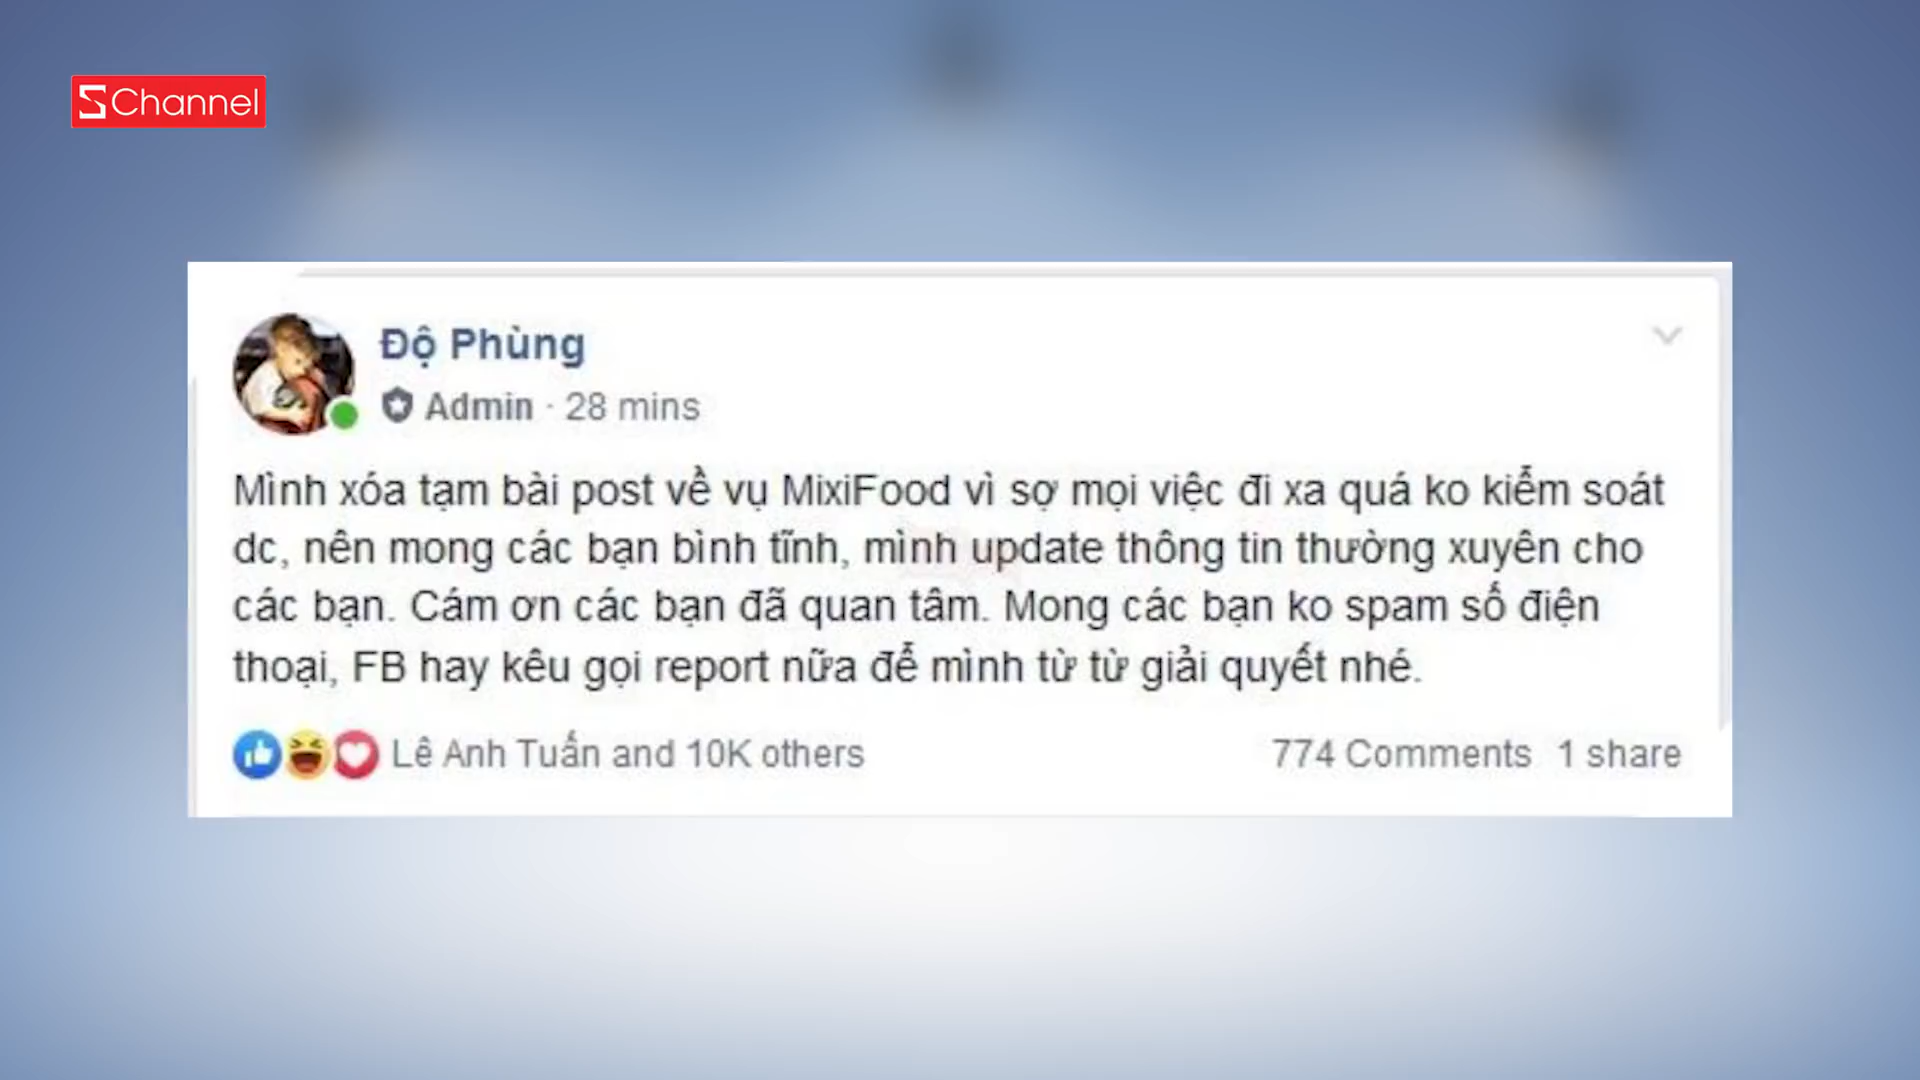 SChannel
Độ Phùng
Admin · 28 mins
Mình xóa tạm bài post về vụ MixiFood vì sợ mọi việc đi xa quá ko kiểm soát
dc, nên mong các bạn bình tĩnh, mình update thông tin thường xuyên cho
các bạn. Cám ơn các bạn đã quan tâm. Mong các bạn ko spam số điện
thoại, FB hay kêu gọi report nữa để mình từ từ giải quyết nhé.
Lê Anh Tuấn and 10K others 774 Comments 1 share